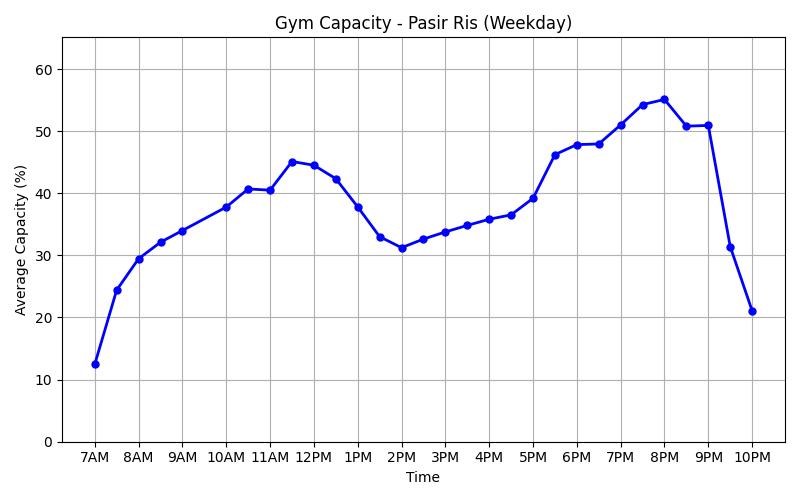 Gym Capacity - Pasir Ris (Weekday)
Average Capacity (%)
60
50
40
30
20
10
0
7AM 8AM 9AM 10AM 11AM 12PM 1PM 2PM 3PM 4PM 5PM 6PM 7PM 8PM 9PM 10PM
Time